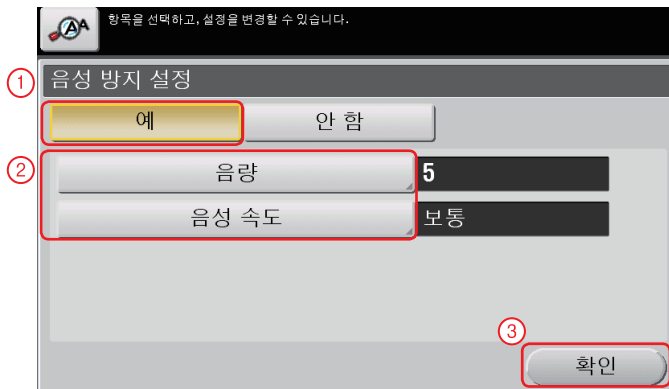 항목을 선택하고, 설정을 변경할 수 있습니다.
① 음성 방지 설정
예 안 함
② 음량 5
음성 속도 보통
③
확인